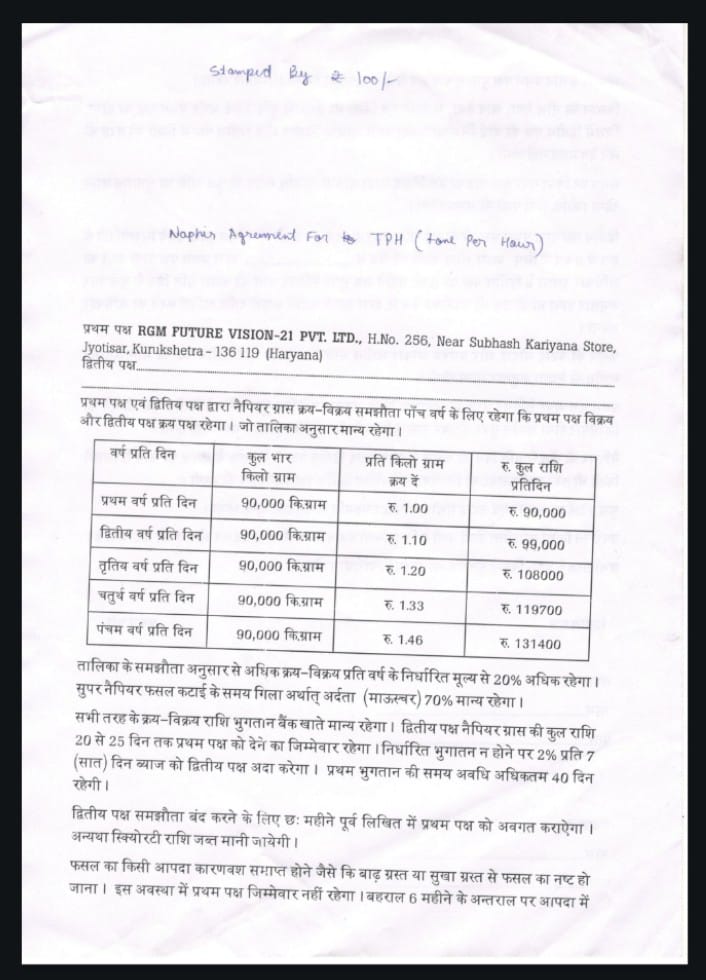 Stamped By ₹ 100/-
Napier Agreement For to TPH (tone Per Hour)
प्रथम पक्ष RGM FUTURE VISION-21 PVT. LTD., H.No. 256, Near Subhash Kariyana Store,
Jyotisar, Kurukshetra – 136 119 (Haryana)
द्वितीय पक्ष
प्रथम पक्ष एवं द्वितिय पक्ष द्वारा नैपियर ग्रास क्रय-विक्रय समझौता पाँच वर्ष के लिए रहेगा कि प्रथम पक्ष विक्रय
और द्वितीय पक्ष क्रय पक्ष रहेगा। जो तालिका अनुसार मान्य रहेगा।
वर्ष प्रति दिन कुल भार प्रति किलो ग्राम रु. कुल राशि
किलो ग्राम क्रय दें प्रतिदिन
प्रथम वर्ष प्रति दिन 90,000 कि.ग्राम रु. 1.00 रु. 90,000
द्वितीय वर्ष प्रति दिन 90,000 कि.ग्राम रु. 1.10 रु. 99,000
तृतिय वर्ष प्रति दिन 90,000 कि.ग्राम रु. 1.20 रु. 108000
चतुर्थ वर्ष प्रति दिन 90,000 कि.ग्राम रु. 1.33 रु. 119700
पंचम वर्ष प्रति दिन 90,000 कि.ग्राम रु. 1.46 रु. 131400
तालिका के समझौता अनुसार से अधिक क्रय-विक्रय प्रति वर्ष के निर्धारित मूल्य से 20% अधिक रहेगा।
सुपर नैपियर फसल कटाई के समय गिला अर्थात् अर्दता (माऊस्चर) 70% मान्य रहेगा।
सभी तरह के क्रय-विक्रय राशि भुगतान बैंक खाते मान्य रहेगा। द्वितीय पक्ष नैपियर ग्रास की कुल राशि
20 से 25 दिन तक प्रथम पक्ष को देने का जिम्मेवार रहेगा। निर्धारित भुगातन न होने पर 2% प्रति 7
(सात) दिन ब्याज को द्वितीय पक्ष अदा करेगा। प्रथम भुगतान की समय अवधि अधिकतम 40 दिन
रहेगी।
द्वितीय पक्ष समझौता बंद करने के लिए छः महीने पूर्व लिखित में प्रथम पक्ष को अवगत कराऐगा।
अन्यथा स्क्योरटी राशि जब्त मानी जायेगी।
फसल का किसी आपदा कारणवश समाप्त होने जैसे कि बाढ़ ग्रस्त या सुखा ग्रस्त से फसल का नष्ट हो
जाना। इस अवस्था में प्रथम पक्ष जिम्मेवार नहीं रहेगा। बहराल 6 महीने के अन्तराल पर आपदा में